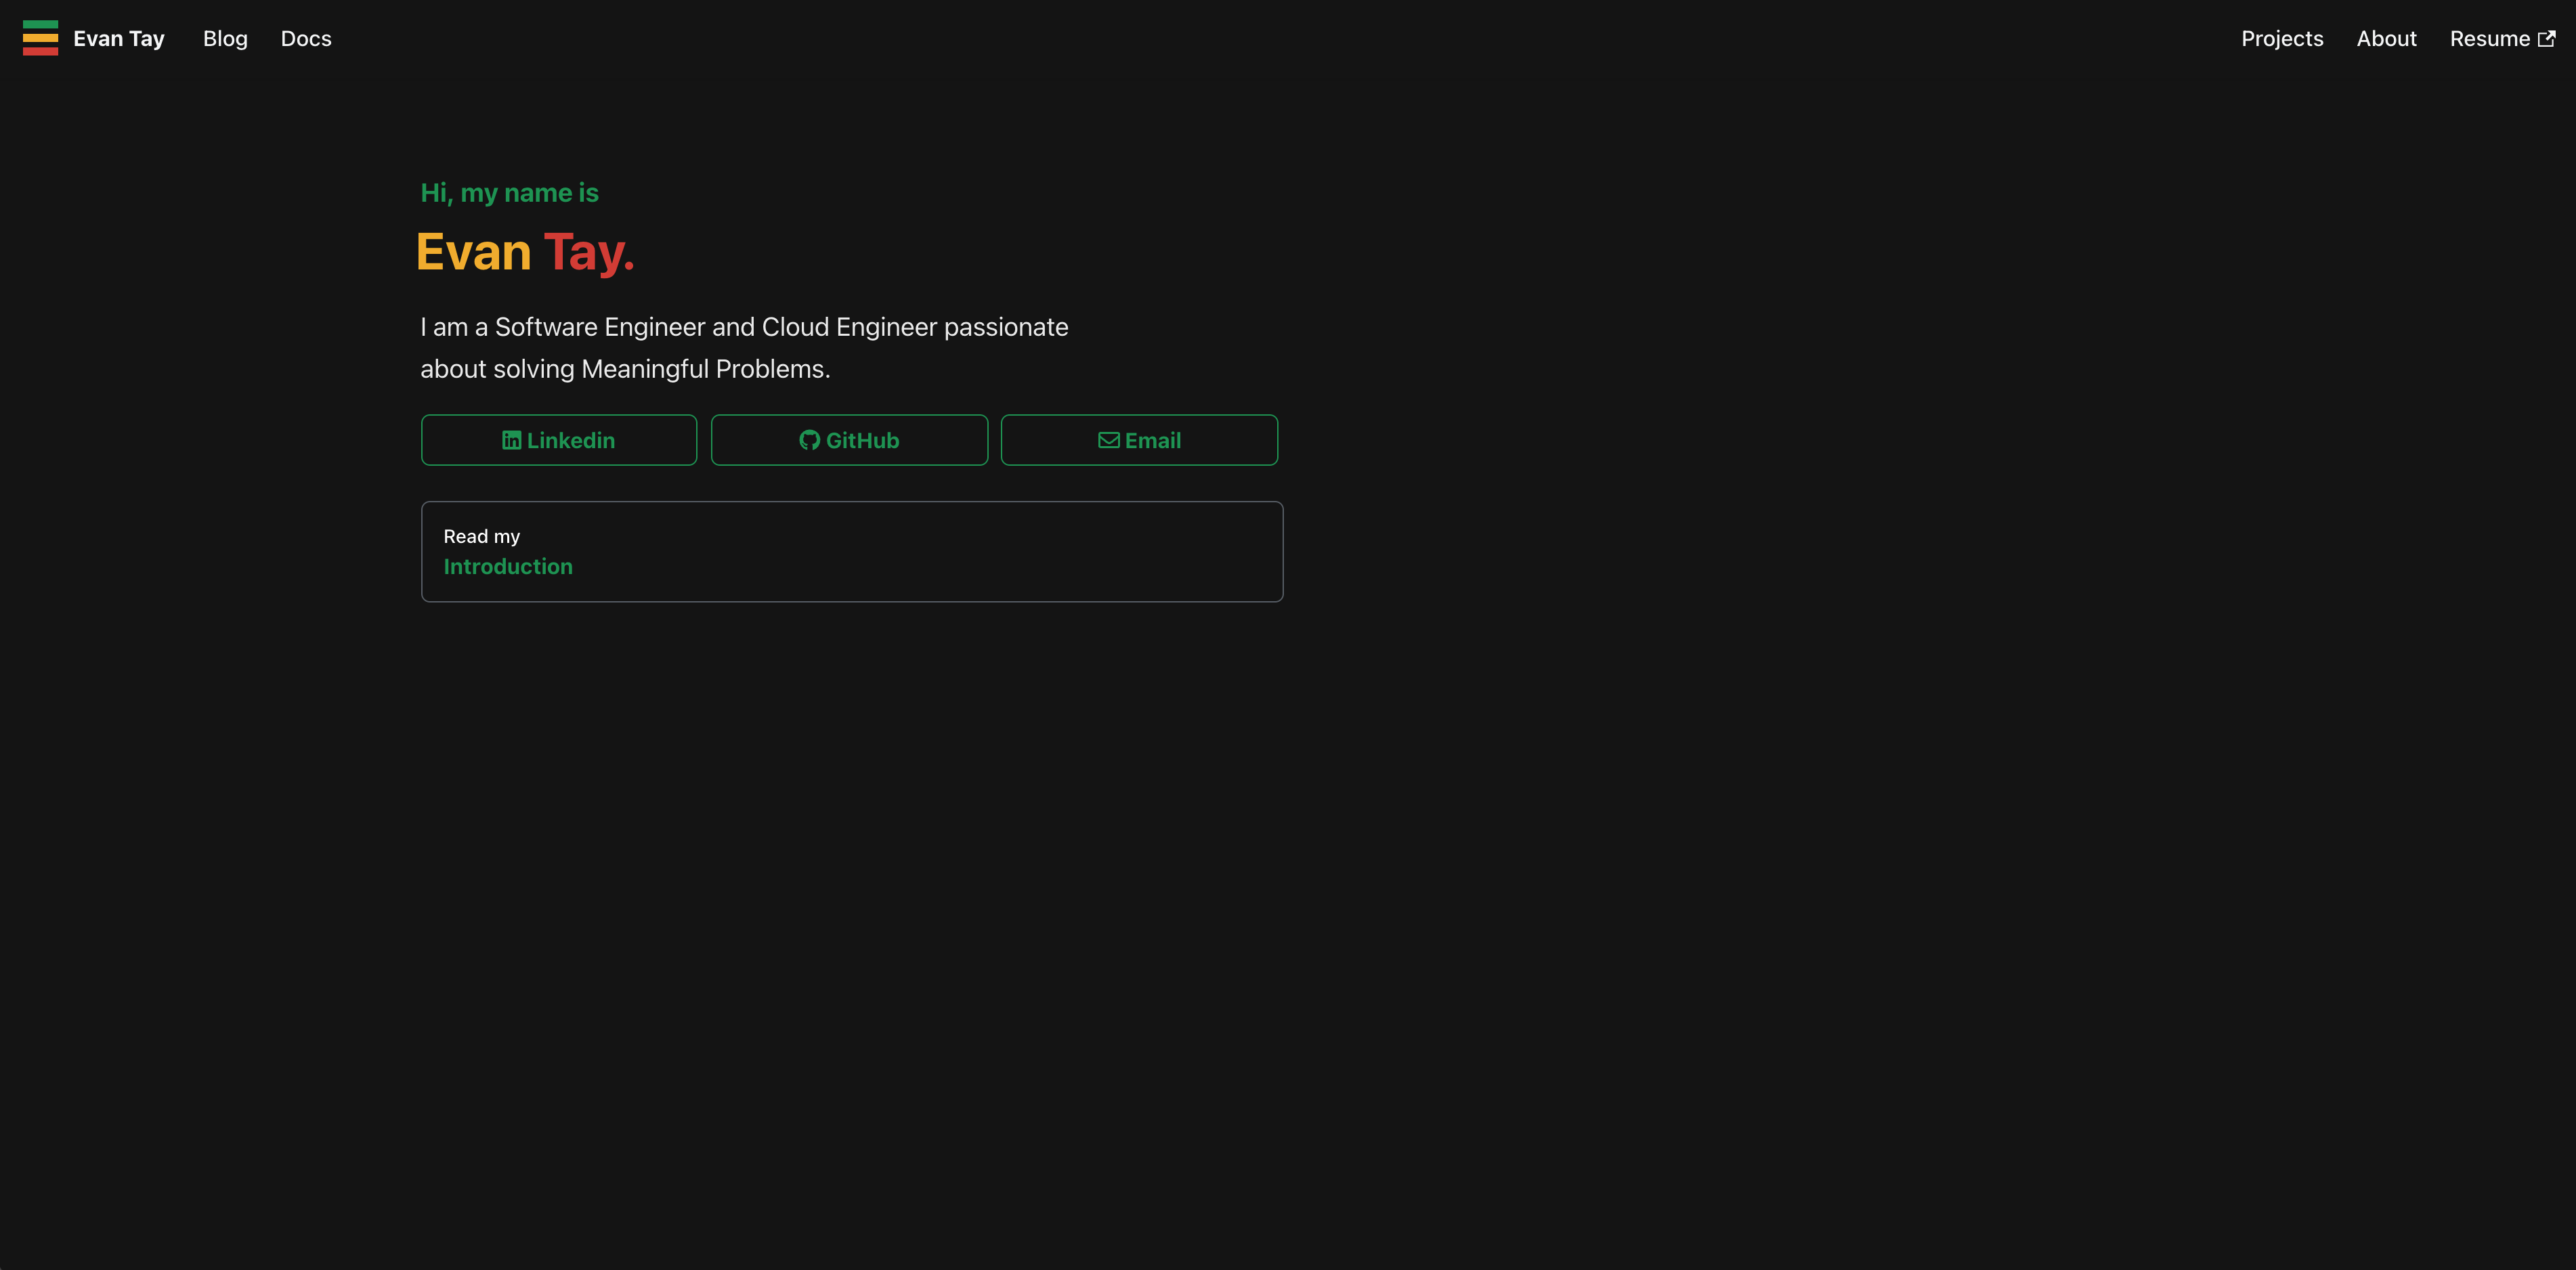 Evan Tay Blog Docs Projects About Resume
Hi, my name is
Evan Tay.
I am a Software Engineer and Cloud Engineer passionate
about solving Meaningful Problems.
Linkedin GitHub Email
Read my
Introduction